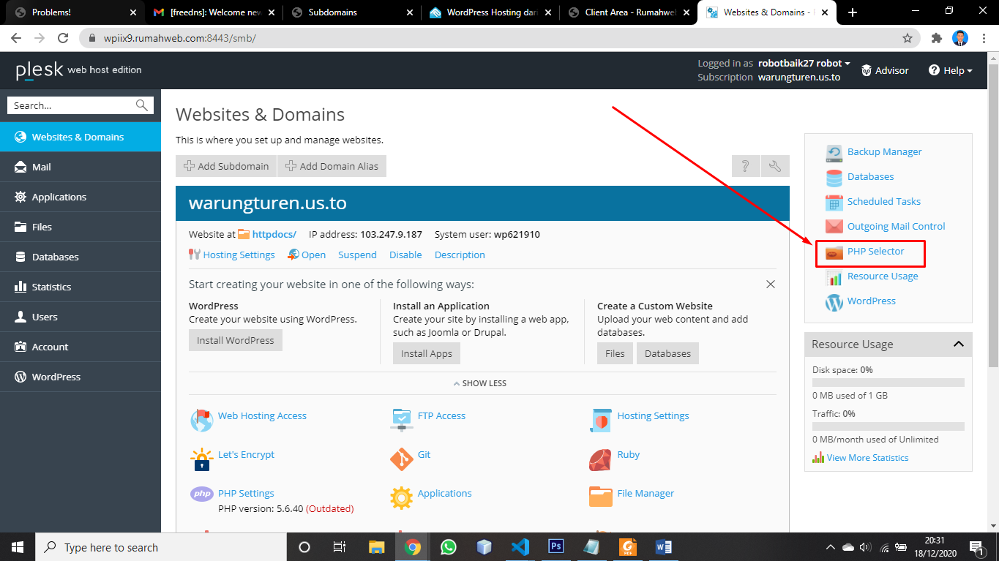 Problems!
[freedns]: Welcome new
Subdomains
WordPress Hosting dari
Client Area - Rumahwe
Websites & Domains -
wpiix9.rumahweb.com:8443/smb/
plesk web host edition
Logged in as robotbaik27 robot
Subscription warungturen.us.to
Advisor
Help
Search...
Websites & Domains
Mail
Applications
Files
Databases
Statistics
Users
Account
WordPress
Websites & Domains
This is where you set up and manage websites.
Add Subdomain
Add Domain Alias
?
warungturen.us.to
Website at httpdocs/ IP address: 103.247.9.187 System user: wp621910
Hosting Settings Open Suspend Disable Description
Start creating your website in one of the following ways:
WordPress
Create your website using WordPress.
Install WordPress
Install an Application
Create your site by installing a web app,
such as Joomla or Drupal.
Install Apps
Create a Custom Website
Upload your web content and add
databases.
Files
Databases
SHOW LESS
Web Hosting Access
FTP Access
Hosting Settings
Let's Encrypt
Git
Ruby
php
PHP Settings
PHP version: 5.6.40 (Outdated)
Applications
File Manager
Backup Manager
Databases
Scheduled Tasks
Outgoing Mail Control
PHP Selector
Resource Usage
WordPress
Resource Usage
Disk space: 0%
0 MB used of 1 GB
Traffic: 0%
0 MB/month used of Unlimited
View More Statistics
Type here to search
Ps
PDF
W
20:31
18/12/2020
1